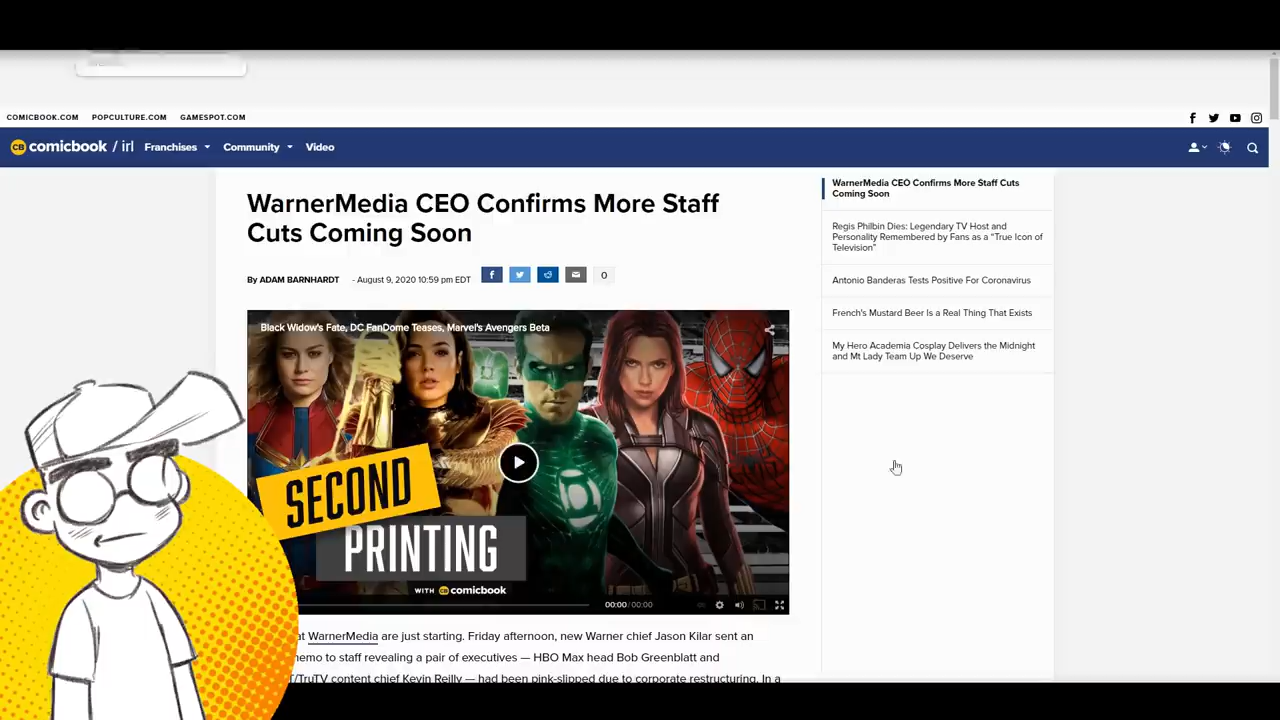 COMICBOOK.COM POPCULTURE.COM GAMESPOT.COM
CB comicbook / irl Franchises Community Video
WarnerMedia CEO Confirms More Staff
Cuts Coming Soon
By ADAM BARNHARDT - August 9, 2020 10:59 pm EDT 0
Black Widow's Fate, DC FanDome Teases, Marvel's Avengers Beta
SECOND
PRINTING
WITH CB comicbook
00:00 / 00:00
at WarnerMedia are just starting. Friday afternoon, new Warner chief Jason Kilar sent an
emo to staff revealing a pair of executives — HBO Max head Bob Greenblatt and
T/TruTV content chief Kevin Reilly — had been pink-slipped due to corporate restructuring. In a
WarnerMedia CEO Confirms More Staff Cuts
Coming Soon
Regis Philbin Dies: Legendary TV Host and
Personality Remembered by Fans as a “True Icon of
Television”
Antonio Banderas Tests Positive For Coronavirus
French's Mustard Beer Is a Real Thing That Exists
My Hero Academia Cosplay Delivers the Midnight
and Mt Lady Team Up We Deserve